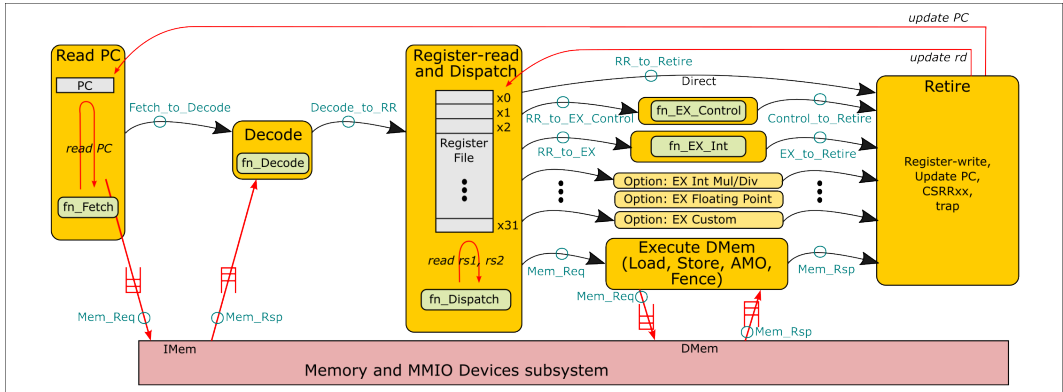 update PC
Read PC
PC
read PC
fn_Fetch
Fetch_to_Decode
Decode
fn_Decode
Decode_to_RR
Register-read
and Dispatch
x0
x1
x2
Register
File
x31
read rs1, rs2
fn_Dispatch
update rd
RR_to_Retire
Direct
RR_to_EX_Control
fn_EX_Control
Control_to_Retire
RR_to_EX
fn_EX_Int
EX_to_Retire
Option: EX Int Mul/Div
Option: EX Floating Point
Option: EX Custom
Mem_Req
Execute DMem
(Load, Store, AMO,
Fence)
Mem_Rsp
Retire
Register-write,
Update PC,
CSRRxx,
trap
Mem_Req
Mem_Rsp
Mem_Req
Mem_Rsp
IMem
DMem
Memory and MMIO Devices subsystem